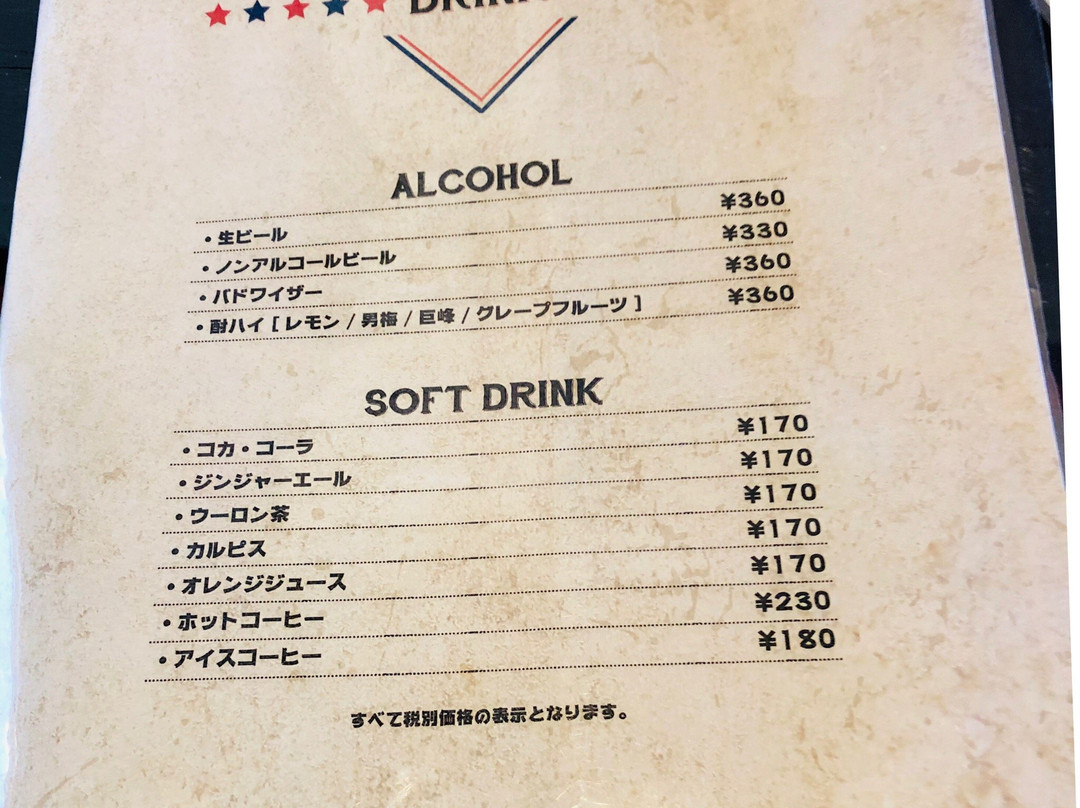 DRINK
ALCOHOL
・生ビール ¥360
・ノンアルコールビール ¥330
・バドワイザー ¥360
・酎ハイ [ レモン / 男梅 / 巨峰 / グレープフルーツ ] ¥360
SOFT DRINK
・コカ・コーラ ¥170
・ジンジャーエール ¥170
・ウーロン茶 ¥170
・カルピス ¥170
・オレンジジュース ¥170
・ホットコーヒー ¥230
・アイスコーヒー ¥180
すべて税別価格の表示となります。